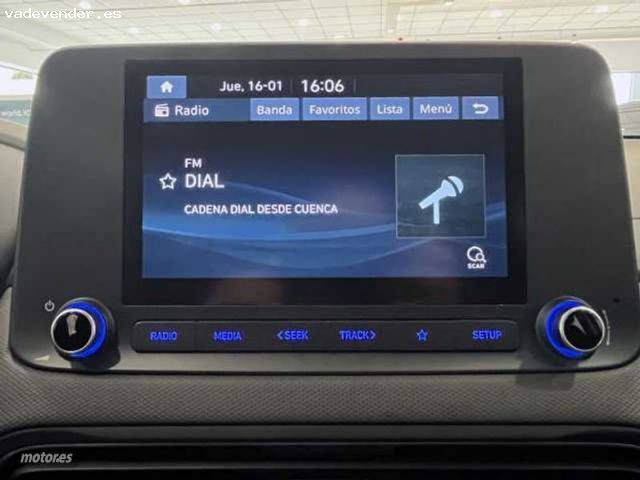 vadevender.es
Jue, 16-01 16:06
Radio Banda Favoritos Lista Menú
FM
DIAL
CADENA DIAL DESDE CUENCA
SCAN
RADIO MEDIA <SEEK TRACK> SETUP
motor.es